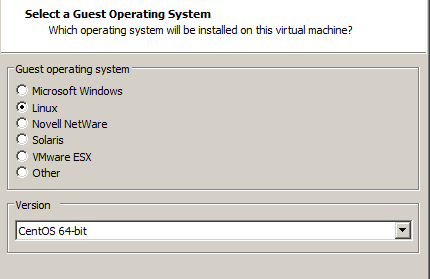 Select a Guest Operating System
Which operating system will be installed on this virtual machine?
Guest operating system
Microsoft Windows
Linux
Novell NetWare
Solaris
VMware ESX
Other
Version
CentOS 64-bit